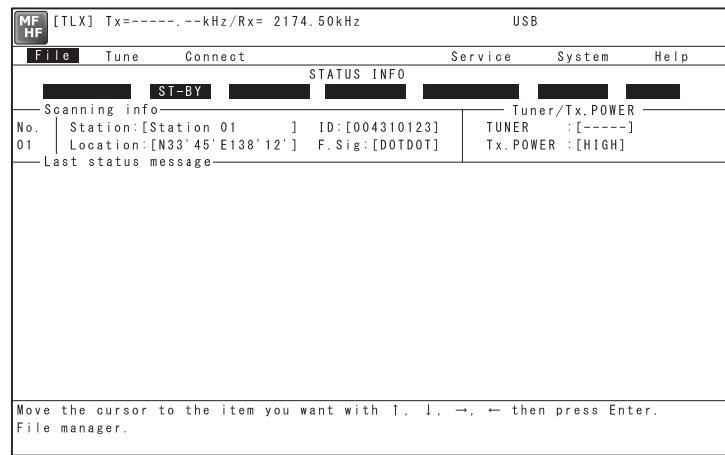 MF HF [TLX] Tx=-----.--kHz/Rx= 2174.50kHz USB
File Tune Connect Service System Help
STATUS INFO
ST-BY
Scanning info Tuner/Tx.POWER
No. Station:[Station 01 ] ID:[004310123] TUNER :[-----]
01 Location:[N33'45'E138'12'] F.Sig:[DOTDOT] Tx.POWER :[HIGH]
Last status message
Move the cursor to the item you want with ↑, ↓, →, ← then press Enter.
File manager.